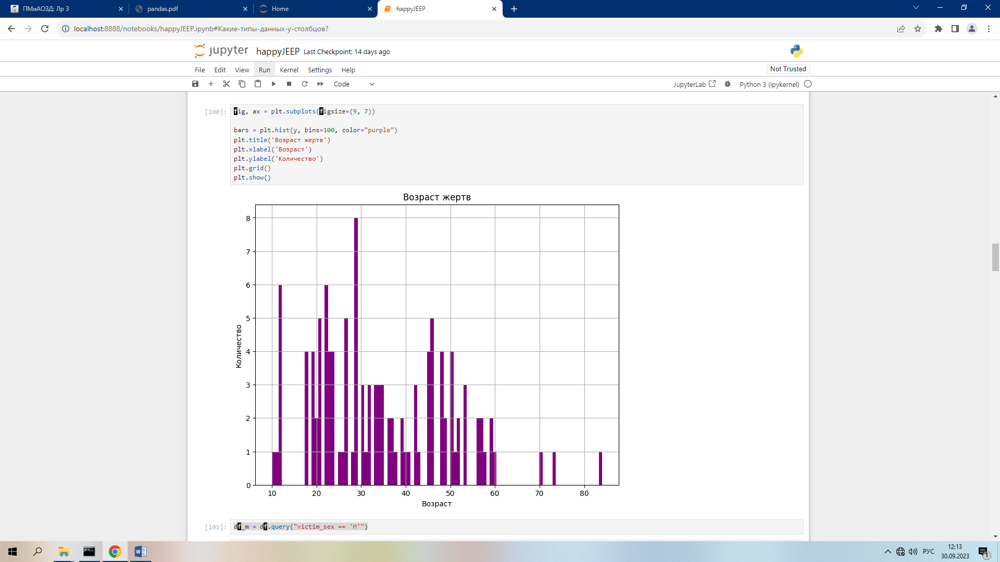 ПМиАОЗД: Лр 3
pandas.pdf
Home
happyJEEP
localhost:8888/notebooks/happyJEEP.ipynb#Какие-типы-данных-у-столбцов?
jupyter happyJEEP Last Checkpoint: 14 days ago
File Edit View Run Kernel Settings Help
Not Trusted
Code
JupyterLab
Python 3 (ipykernel)
[100]:
fig, ax = plt.subplots(figsize=(9, 7))
bars = plt.hist(y, bins=100, color="purple")
plt.title('Возраст жертв')
plt.xlabel('Возраст')
plt.ylabel('Количество')
plt.grid()
plt.show()
Возраст жертв
8
7
6
5
4
3
2
1
0
Количество
10 20 30 40 50 60 70 80
Возраст
[101]:
df_m = df.query("victim_sex == 'M'")
РУС
12:13
30.09.2023
1